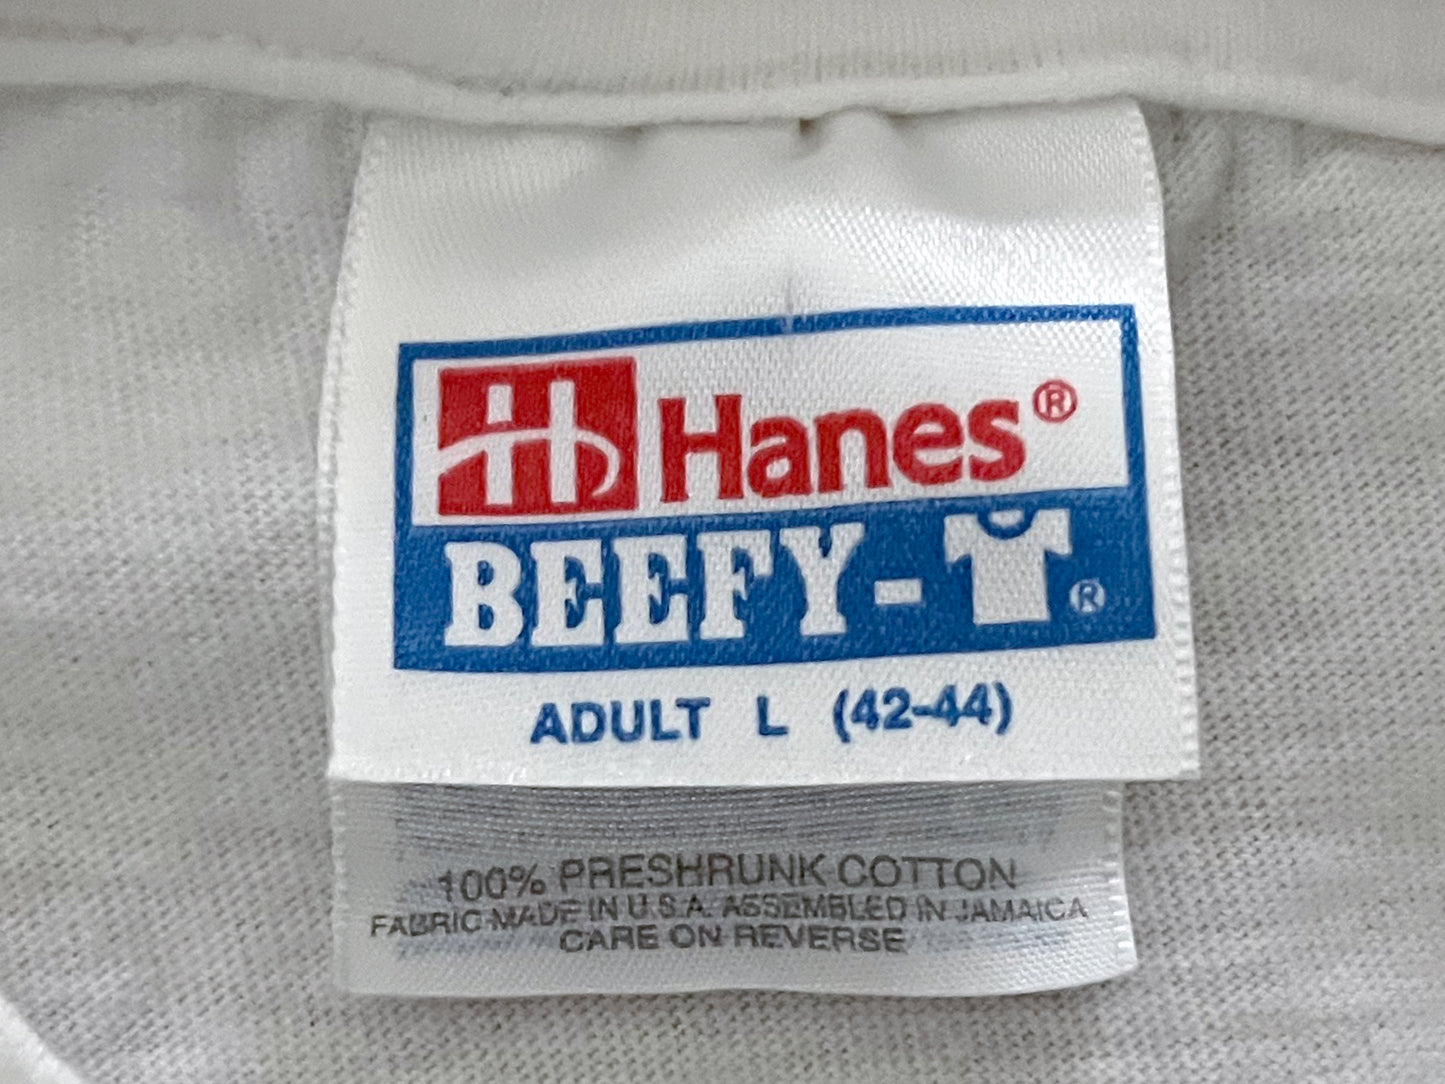 H Hanes®
BEEFY-T®
ADULT L (42-44)
100% PRESHRUNK COTTON
FABRIC MADE IN U.S.A. ASSEMBLED IN JAMAICA
CARE ON REVERSE